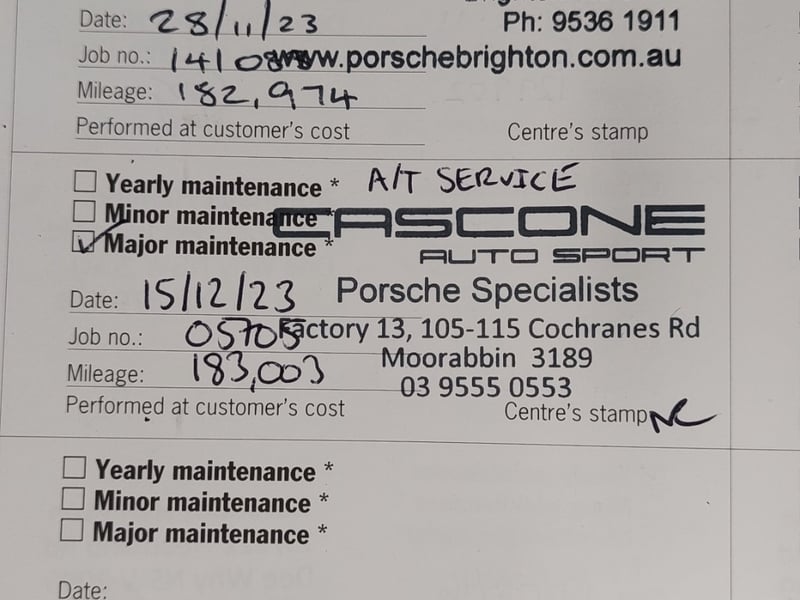 Date: 28/11/23 Ph: 9536 1911
Job no.: www.porschebrighton.com.au
Mileage: 182,974
Performed at customer's cost Centre's stamp
Yearly maintenance * A/T SERVICE
Minor maintenance * CASCONE
Major maintenance * AUTO SPORT
Date: 15/12/23 Porsche Specialists
Job no.: 05705 Factory 13, 105-115 Cochranes Rd
Mileage: 183,003 Moorabbin 3189
03 9555 0553
Performed at customer's cost Centre's stamp NC
Yearly maintenance *
Minor maintenance *
Major maintenance *
Date: